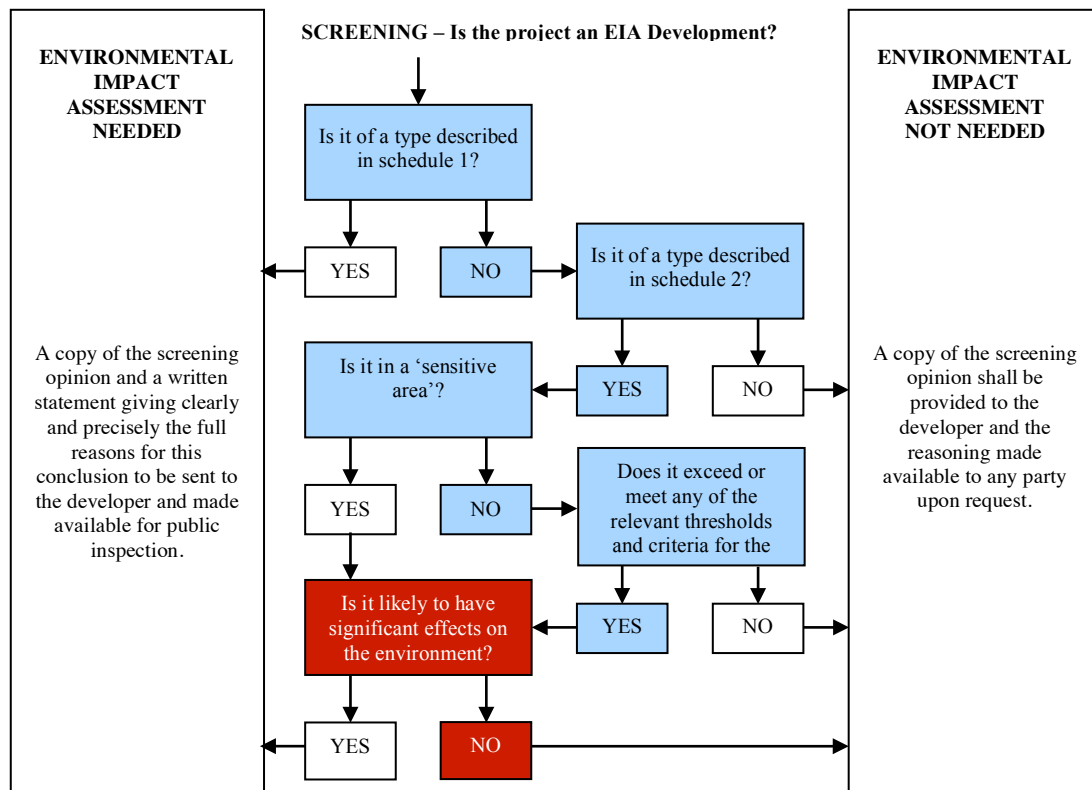 SCREENING – Is the project an EIA Development?
ENVIRONMENTAL
IMPACT
ASSESSMENT
NEEDED
A copy of the screening
opinion and a written
statement giving clearly
and precisely the full
reasons for this
conclusion to be sent to
the developer and made
available for public
inspection.
Is it of a type described
in schedule 1?
YES
NO
Is it of a type described
in schedule 2?
YES
NO
Is it in a ‘sensitive
area’?
YES
NO
Does it exceed or
meet any of the
relevant thresholds
and criteria for the
YES
NO
Is it likely to have
significant effects on
the environment?
YES
NO
ENVIRONMENTAL
IMPACT
ASSESSMENT
NOT NEEDED
A copy of the screening
opinion shall be
provided to the
developer and the
reasoning made
available to any party
upon request.